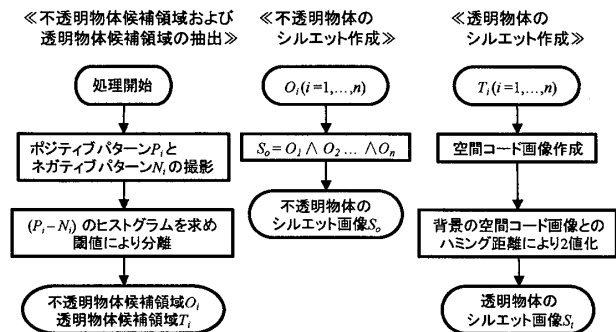 ≪不透明物体候補領域および
透明物体候補領域の抽出≫
処理開始
ポジティブパターンPiと
ネガティブパターンNiの撮影
(Pi−Ni) のヒストグラムを求め
閾値により分離
不透明物体候補領域Oi
透明物体候補領域Ti
≪不透明物体の
シルエット作成≫
Oi(i=1,…,n)
So=O1∧O2…∧On
不透明物体の
シルエット画像So
≪透明物体の
シルエット作成≫
Ti(i=1,…,n)
空間コード画像作成
背景の空間コード画像との
ハミング距離により2値化
透明物体の
シルエット画像St